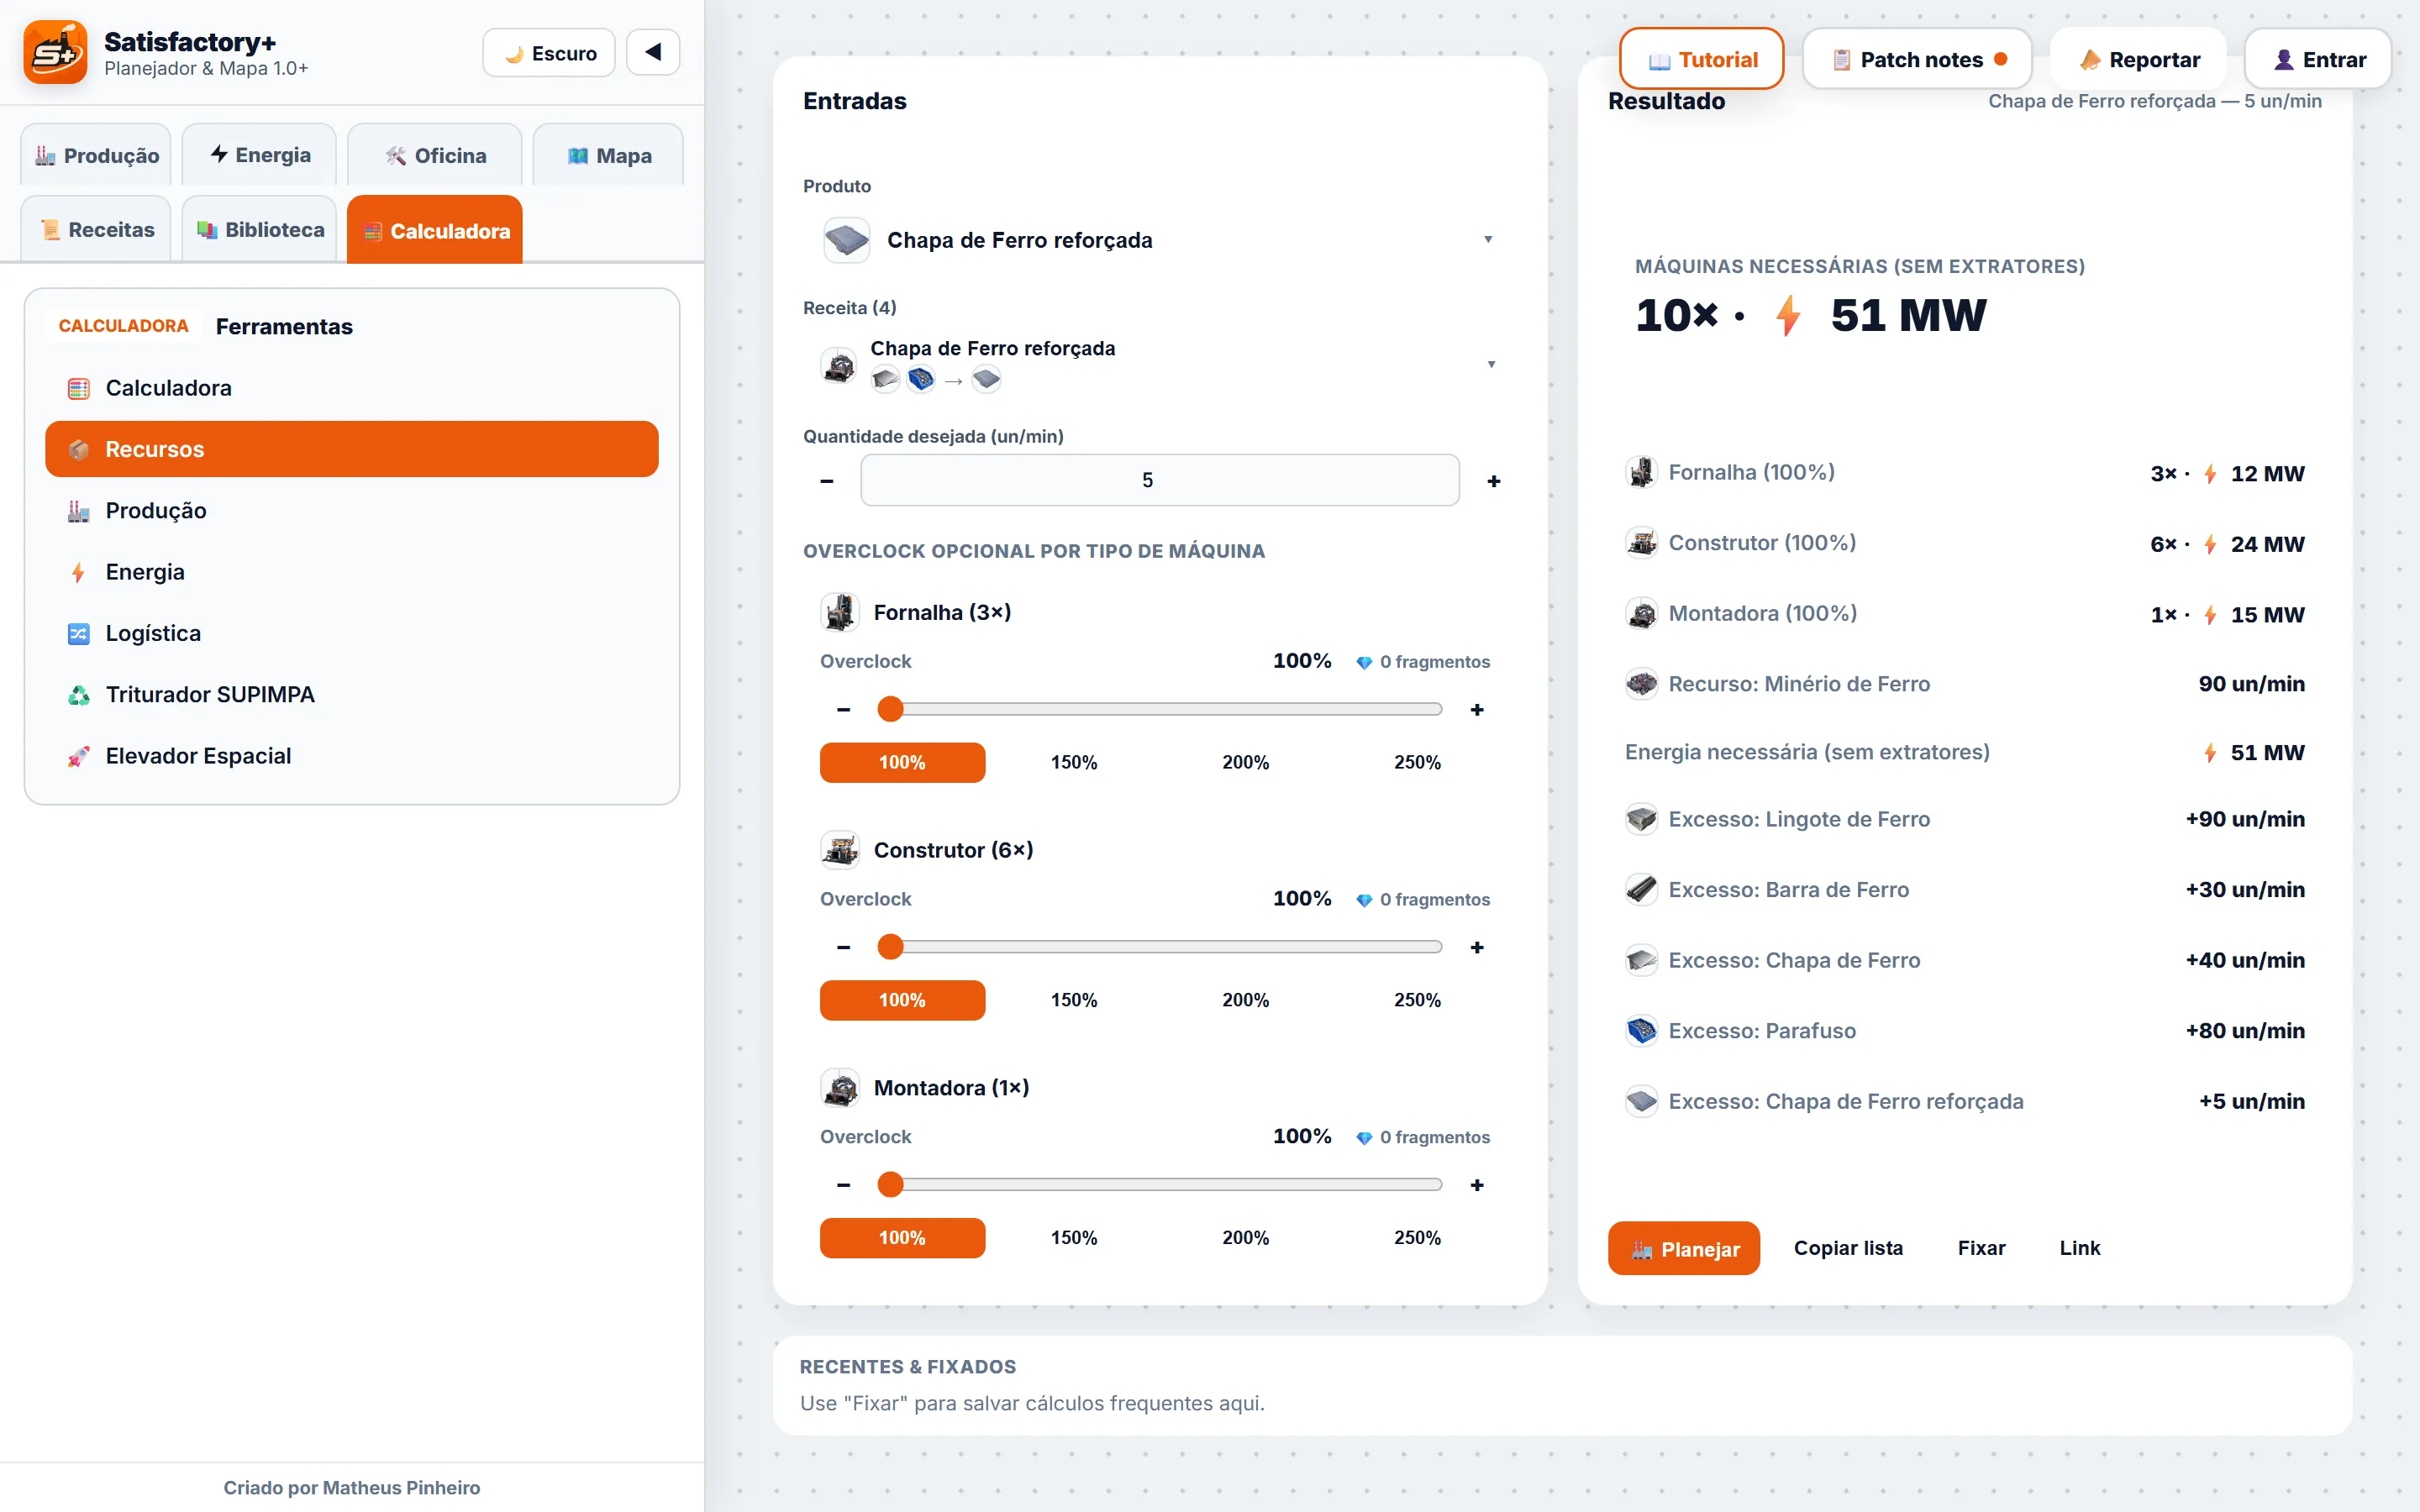 Satisfactory+
Planejador & Mapa 1.0+
Escuro
Produção
Energia
Oficina
Mapa
Receitas
Biblioteca
Calculadora
CALCULADORA Ferramentas
Calculadora
Recursos
Produção
Energia
Logística
Triturador SUPIMPA
Elevador Espacial
Criado por Matheus Pinheiro
Tutorial
Patch notes
Reportar
Entrar
Entradas
Produto
Chapa de Ferro reforçada
Receita (4)
Chapa de Ferro reforçada
→
Quantidade desejada (un/min)
− 5 +
OVERCLOCK OPCIONAL POR TIPO DE MÁQUINA
Fornalha (3×)
Overclock 100% 0 fragmentos
− +
100% 150% 200% 250%
Construtor (6×)
Overclock 100% 0 fragmentos
− +
100% 150% 200% 250%
Montadora (1×)
Overclock 100% 0 fragmentos
− +
100% 150% 200% 250%
Resultado
Chapa de Ferro reforçada — 5 un/min
MÁQUINAS NECESSÁRIAS (SEM EXTRATORES)
10× · 51 MW
Fornalha (100%) 3× · 12 MW
Construtor (100%) 6× · 24 MW
Montadora (100%) 1× · 15 MW
Recurso: Minério de Ferro 90 un/min
Energia necessária (sem extratores) 51 MW
Excesso: Lingote de Ferro +90 un/min
Excesso: Barra de Ferro +30 un/min
Excesso: Chapa de Ferro +40 un/min
Excesso: Parafuso +80 un/min
Excesso: Chapa de Ferro reforçada +5 un/min
Planejar Copiar lista Fixar Link
RECENTES & FIXADOS
Use "Fixar" para salvar cálculos frequentes aqui.